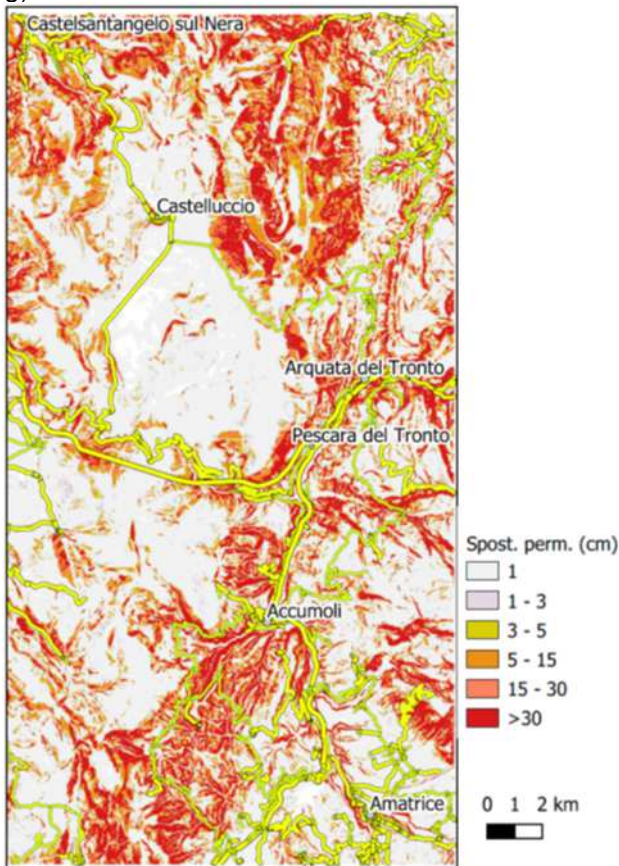 g)
Castelsantangelo sul Nera
Castelluccio
Arquata del Tronto
Pescara del Tronto
Accumoli
Amatrice
Spost. perm. (cm)
1
1 - 3
3 - 5
5 - 15
15 - 30
>30
0 1 2 km